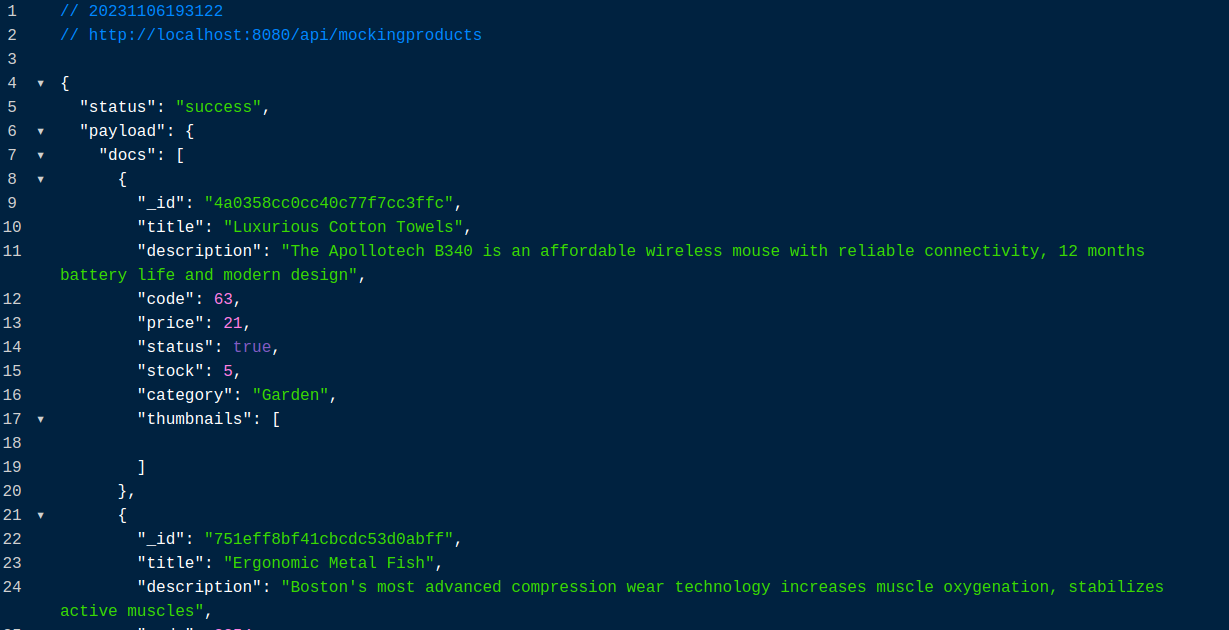 1 // 20231106193122
2 // http://localhost:8080/api/mockingproducts
3
4 ▼ {
5 "status": "success",
6 ▼ "payload": {
7 ▼ "docs": [
8 ▼ {
9 "_id": "4a0358cc0cc40c77f7cc3ffc",
10 "title": "Luxurious Cotton Towels",
11 "description": "The Apollotech B340 is an affordable wireless mouse with reliable connectivity, 12 months
battery life and modern design",
12 "code": 63,
13 "price": 21,
14 "status": true,
15 "stock": 5,
16 "category": "Garden",
17 ▼ "thumbnails": [
18
19 ]
20 },
21 ▼ {
22 "_id": "751eff8bf41cbcdc53d0abff",
23 "title": "Ergonomic Metal Fish",
24 "description": "Boston's most advanced compression wear technology increases muscle oxygenation, stabilizes
active muscles",